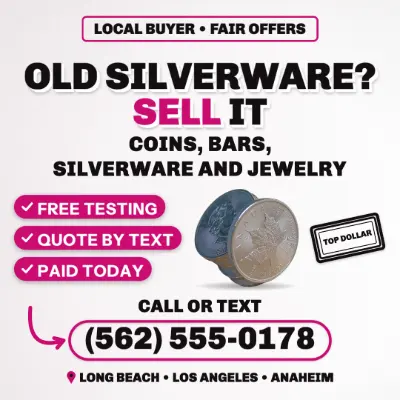 LOCAL BUYER • FAIR OFFERS
OLD SILVERWARE?
SELL IT
COINS, BARS,
SILVERWARE AND JEWELRY
FREE TESTING
QUOTE BY TEXT
PAID TODAY
TOP DOLLAR
CALL OR TEXT
(562) 555-0178
LONG BEACH • LOS ANGELES • ANAHEIM